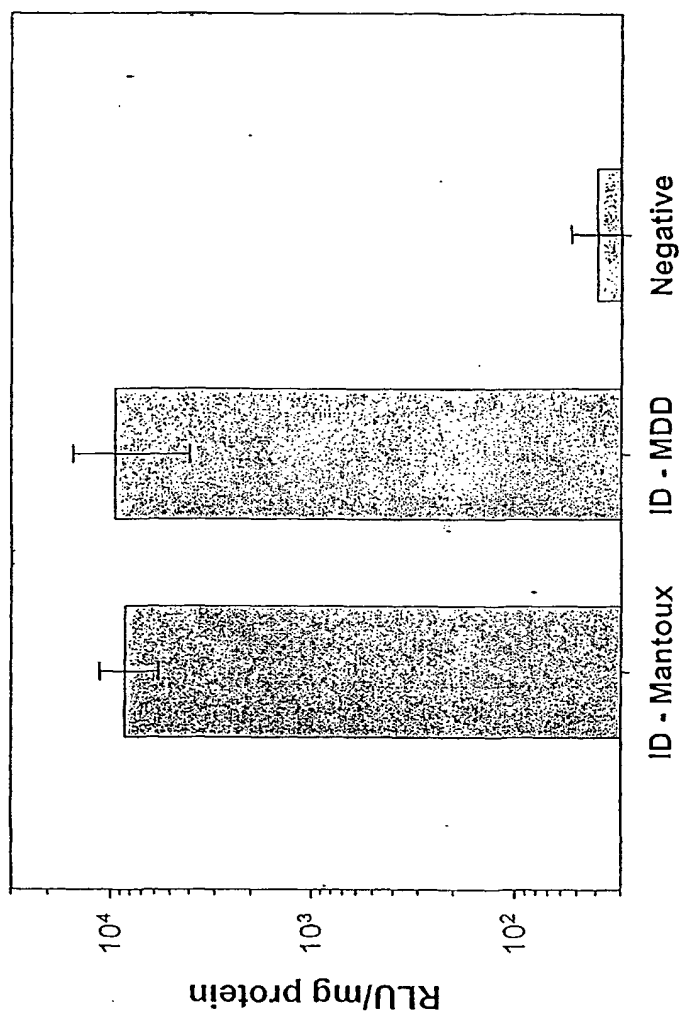 RLU/mg protein
10⁴
10³
10²
ID - Mantoux
ID - MDD
Negative